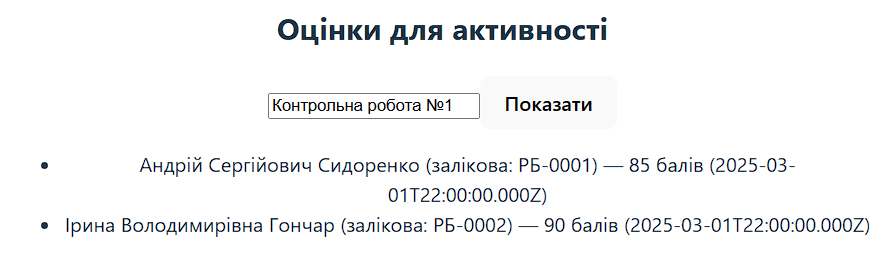 Оцінки для активності
Контрольна робота №1 Показати
Андрій Сергійович Сидоренко (залікова: РБ-0001) — 85 балів (2025-03-
01T22:00:00.000Z)
Ірина Володимирівна Гончар (залікова: РБ-0002) — 90 балів (2025-03-01T22:00:00.000Z)